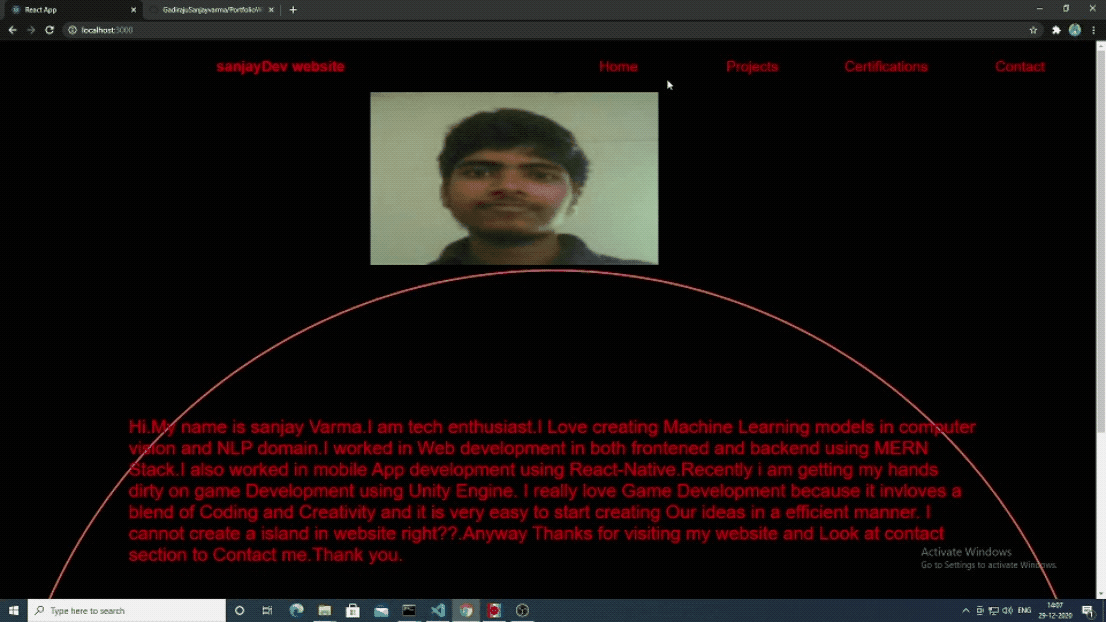 React App
GadirajuSanjayvarma/PortfolioW
localhost:3000
sanjayDev website
Home
Projects
Certifications
Contact
Hi.My name is sanjay Varma.I am tech enthusiast.I Love creating Machine Learning models in computer
vision and NLP domain.I worked in Web development in both frontened and backend using MERN
Stack.I also worked in mobile App development using React-Native.Recently i am getting my hands
dirty on game Development using Unity Engine. I really love Game Development because it invloves a
blend of Coding and Creativity and it is very easy to start creating Our ideas in a efficient manner. I
cannot create a island in website right??.Anyway Thanks for visiting my website and Look at contact
section to Contact me.Thank you.
Activate Windows
Go to Settings to activate Windows.
Type here to search
ENG
14:07
29-12-2020